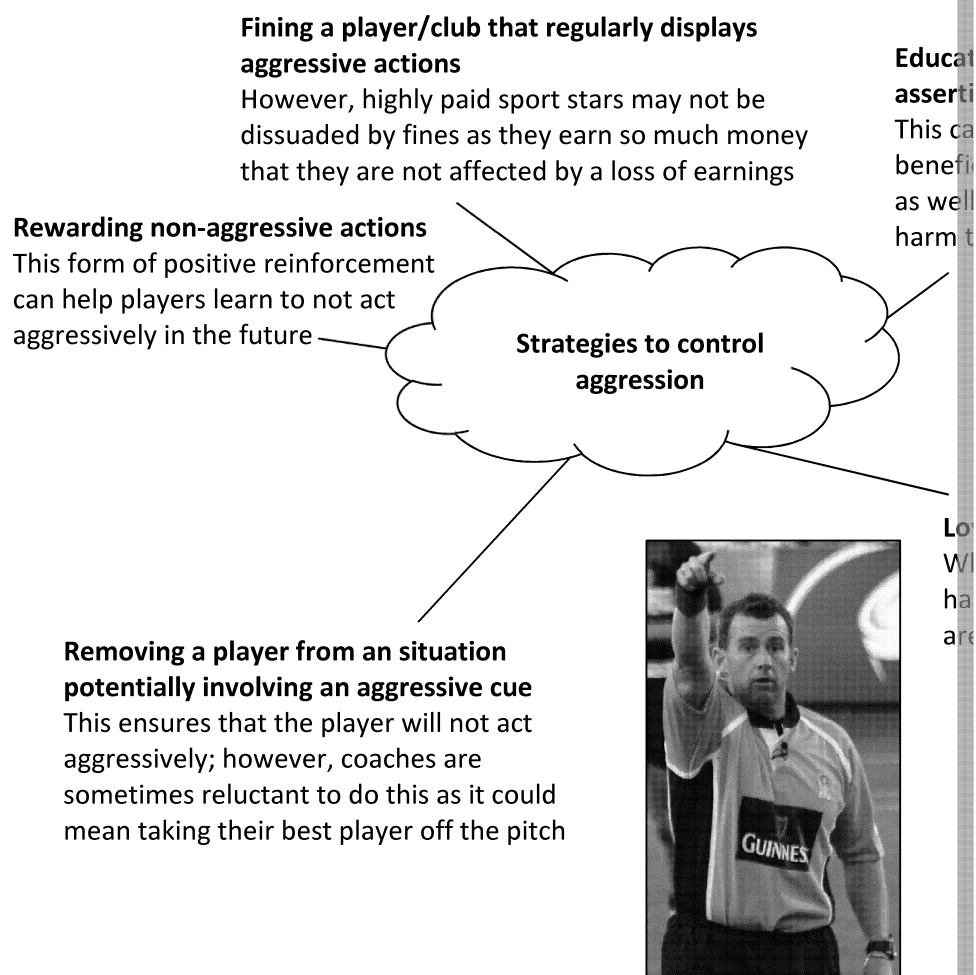 Fining a player/club that regularly displays
aggressive actions
However, highly paid sport stars may not be
dissuaded by fines as they earn so much money
that they are not affected by a loss of earnings
Rewarding non-aggressive actions
This form of positive reinforcement
can help players learn to not act
aggressively in the future
Strategies to control
aggression
This
as well
harm
Removing a player from an situation
potentially involving an aggressive cue
This ensures that the player will not act
aggressively; however, coaches are
sometimes reluctant to do this as it could
mean taking their best player off the pitch
GUINNESS